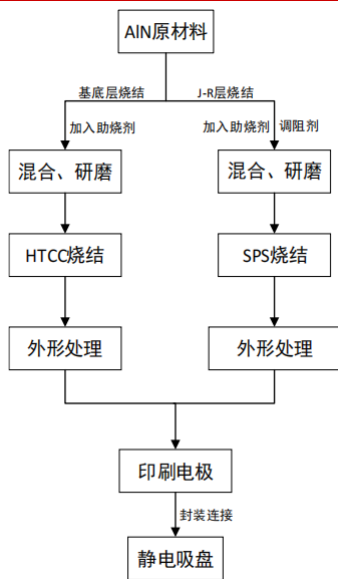 AlN原材料
基底层烧结
J-R层烧结
加入助烧剂
加入助烧剂 调阻剂
混合、研磨
混合、研磨
HTCC烧结
SPS烧结
外形处理
外形处理
印刷电极
封装连接
静电吸盘